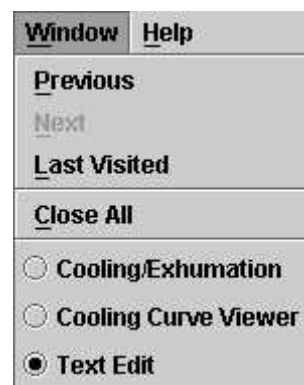 Window Help
Previous
Next
Last Visited
Close All
Cooling/Exhumation
Cooling Curve Viewer
Text Edit